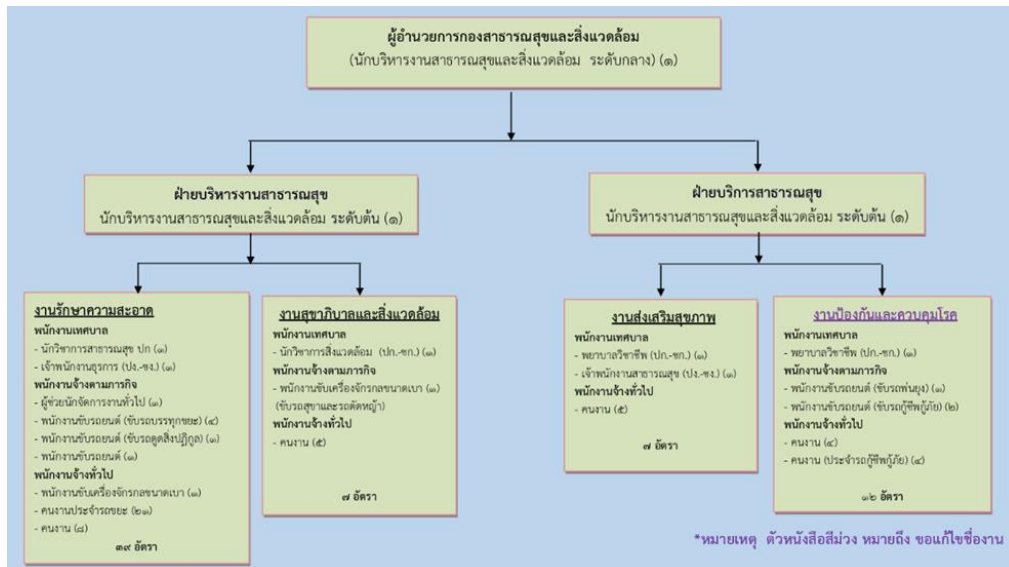 ผู้อำนวยการกองสาธารณสุขและสิ่งแวดล้อม
(นักบริหารงานสาธารณสุขและสิ่งแวดล้อม ระดับกลาง) (๑)
ฝ่ายบริหารงานสาธารณสุข
นักบริหารงานสาธารณสุขและสิ่งแวดล้อม ระดับต้น (๑)
ฝ่ายบริการสาธารณสุข
นักบริหารงานสาธารณสุขและสิ่งแวดล้อม ระดับต้น (๑)
งานรักษาความสะอาด
พนักงานเทศบาล
- นักวิชาการสาธารณสุข ปก (๑)
- เจ้าพนักงานธุรการ (ปง.-ชง.) (๑)
พนักงานจ้างตามภารกิจ
- ผู้ช่วยนักจัดการงานทั่วไป (๑)
- พนักงานขับรถยนต์ (ขับรถบรรทุกขยะ) (๔)
- พนักงานขับรถยนต์ (ขับรถดูดสิ่งปฏิกูล) (๑)
- พนักงานขับรถยนต์ (๑)
พนักงานจ้างทั่วไป
- พนักงานขับเครื่องจักรกลขนาดเบา (๑)
- คนงานประจำรถขยะ (๒๑)
- คนงาน (๘)
๓๙ อัตรา
งานสุขาภิบาลและสิ่งแวดล้อม
พนักงานเทศบาล
- นักวิชาการสิ่งแวดล้อม (ปก.-ชก.) (๑)
พนักงานจ้างตามภารกิจ
- พนักงานขับเครื่องจักรกลขนาดเบา (๑)
(ขับรถสุขาและรถตัดหญ้า)
พนักงานจ้างทั่วไป
- คนงาน (๕)
๗ อัตรา
งานส่งเสริมสุขภาพ
พนักงานเทศบาล
- พยาบาลวิชาชีพ (ปก.-ชก.) (๑)
- เจ้าพนักงานสาธารณสุข (ปง.-ชง.) (๑)
พนักงานจ้างทั่วไป
- คนงาน (๕)
๗ อัตรา
งานป้องกันและควบคุมโรค
พนักงานเทศบาล
- พยาบาลวิชาชีพ (ปก.-ชก.) (๑)
พนักงานจ้างตามภารกิจ
- พนักงานขับรถยนต์ (ขับรถพ่นยุง) (๑)
- พนักงานขับรถยนต์ (ขับรถกู้ชีพกู้ภัย) (๒)
พนักงานจ้างทั่วไป
- คนงาน (๔)
- คนงาน (ประจำรถกู้ชีพกู้ภัย) (๔)
๑๒ อัตรา
*หมายเหตุ ตัวหนังสือสีม่วง หมายถึง ขอแก้ไขชื่องาน